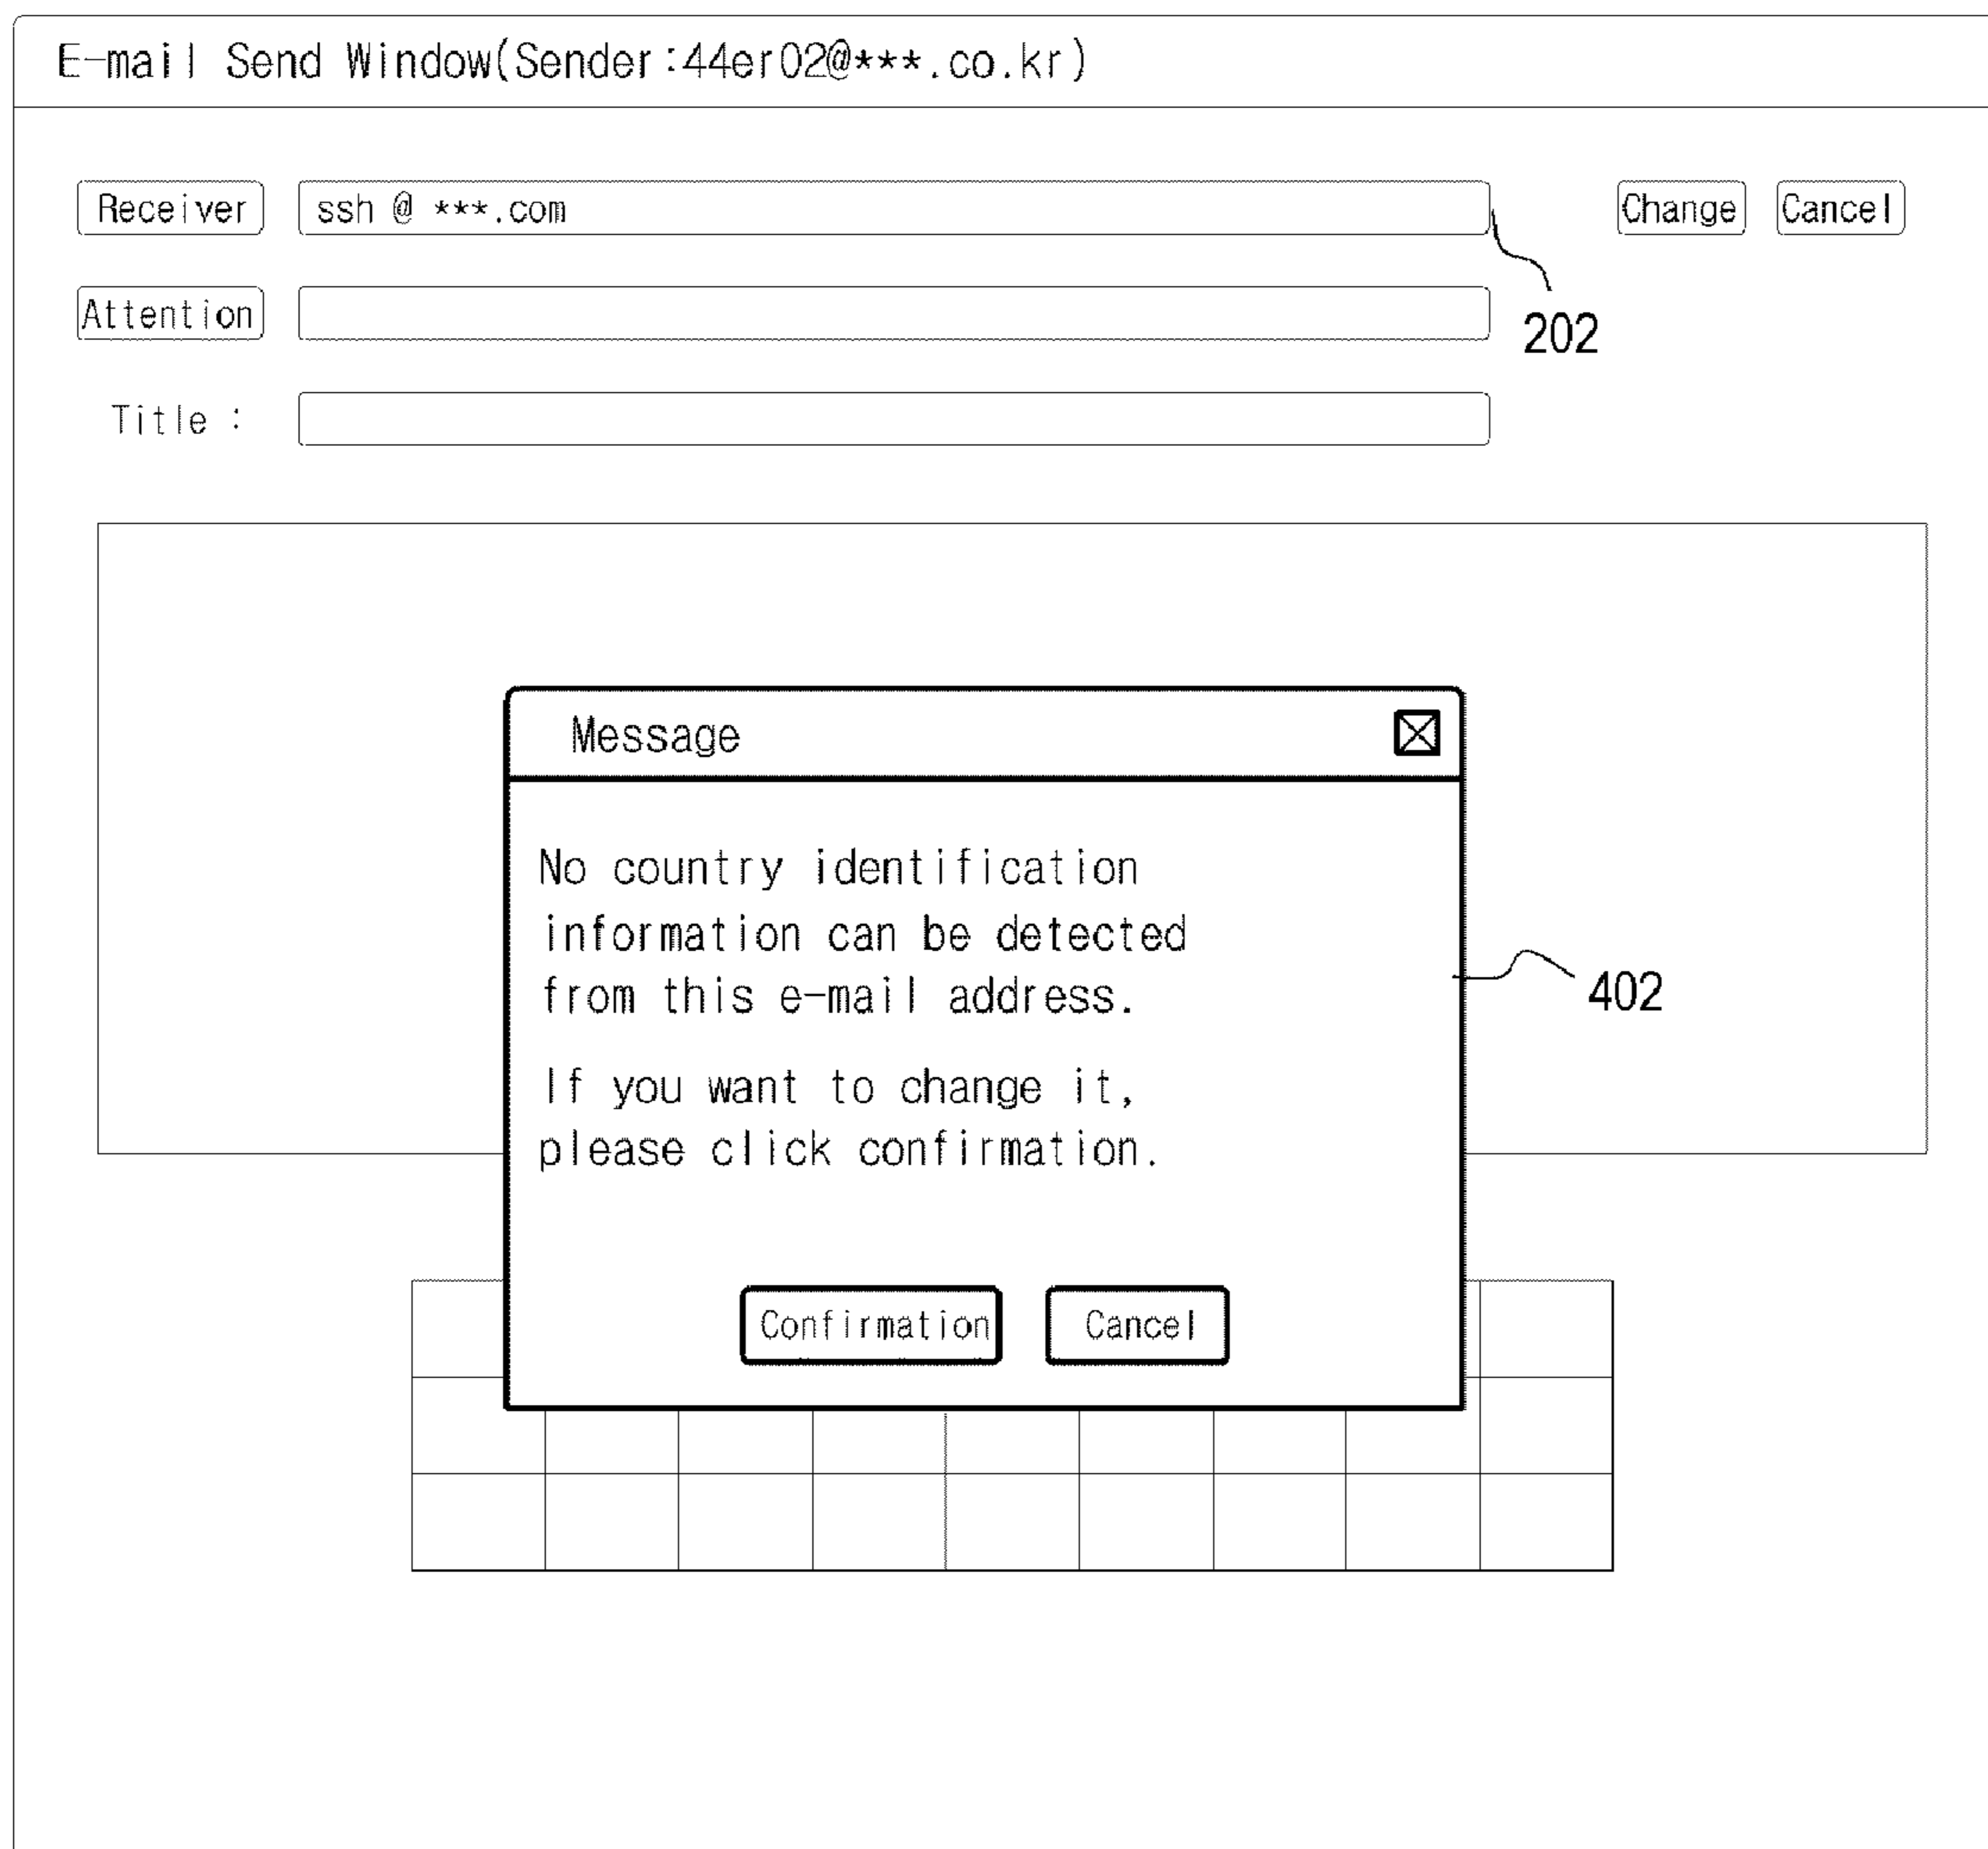 E-mail Send Window(Sender:44er02@***.co.kr)
Receiver ssh @ ***.com Change Cancel
Attention
202
Title :
Message
No country identification
information can be detected
from this e-mail address.
402
If you want to change it,
please click confirmation.
Confirmation Cancel